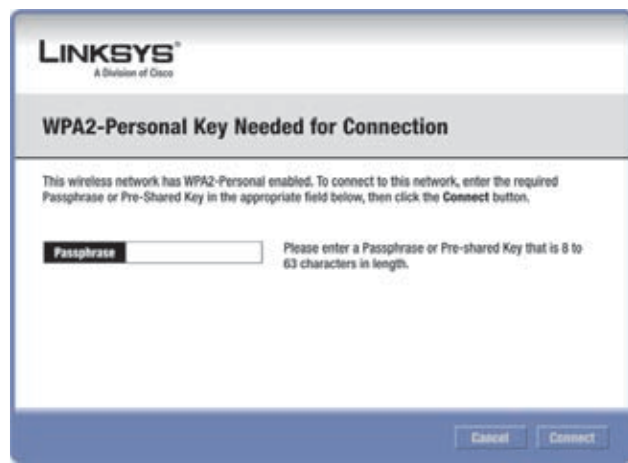 LINKSYS®
A Division of Cisco
WPA2-Personal Key Needed for Connection
This wireless network has WPA2-Personal enabled. To connect to this network, enter the required
Passphrase or Pre-Shared Key in the appropriate field below, then click the Connect button.
Passphrase
Please enter a Passphrase or Pre-shared Key that is 8 to
63 characters in length.
Cancel
Connect